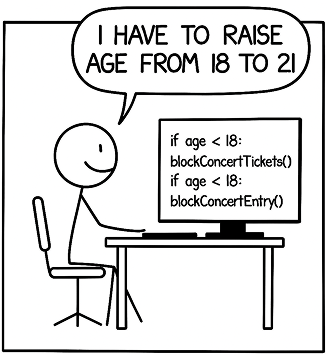 I HAVE TO RAISE
AGE FROM 18 TO 21
if age < 18:
blockConcertTickets()
if age < 18:
blockConcertEntry()